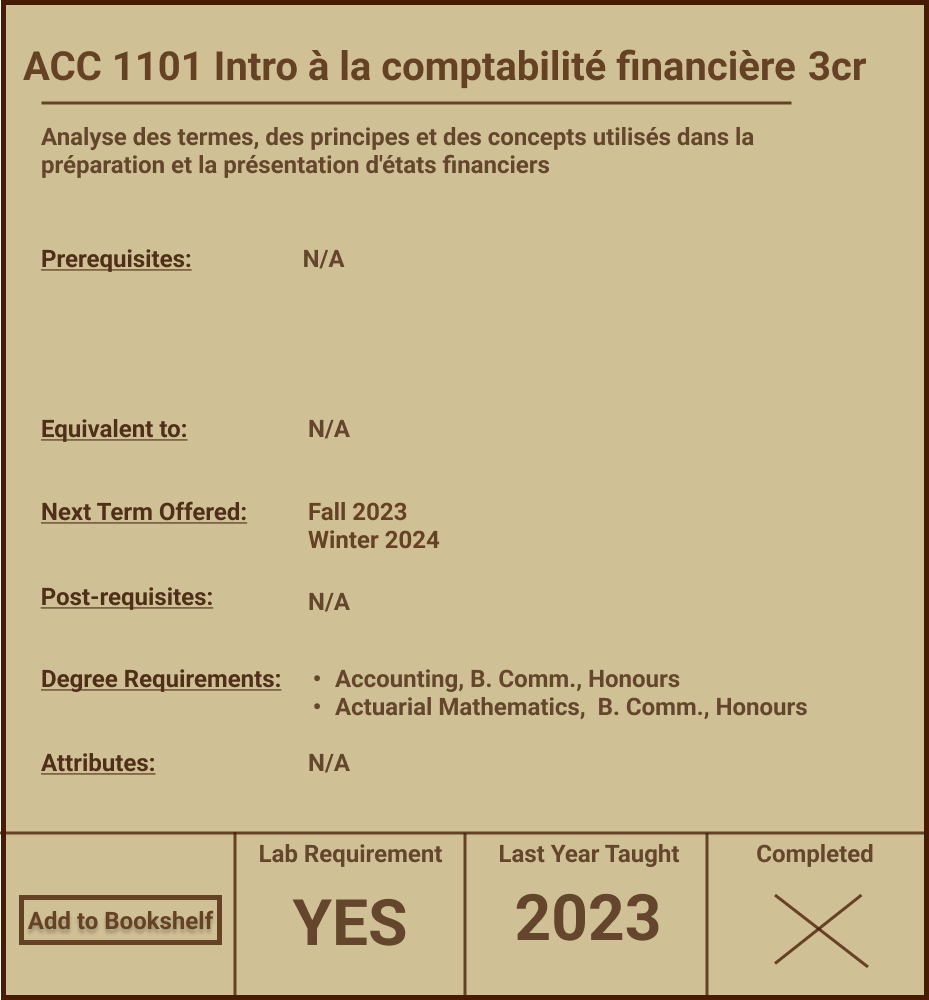 ACC 1101 Intro à la comptabilité financière 3cr
Analyse des termes, des principes et des concepts utilisés dans la
préparation et la présentation d'états financiers
Prerequisites: N/A
Equivalent to: N/A
Next Term Offered: Fall 2023
Winter 2024
Post-requisites: N/A
Degree Requirements: • Accounting, B. Comm., Honours
• Actuarial Mathematics, B. Comm., Honours
Attributes: N/A
Add to Bookshelf
Lab Requirement
YES
Last Year Taught
2023
Completed